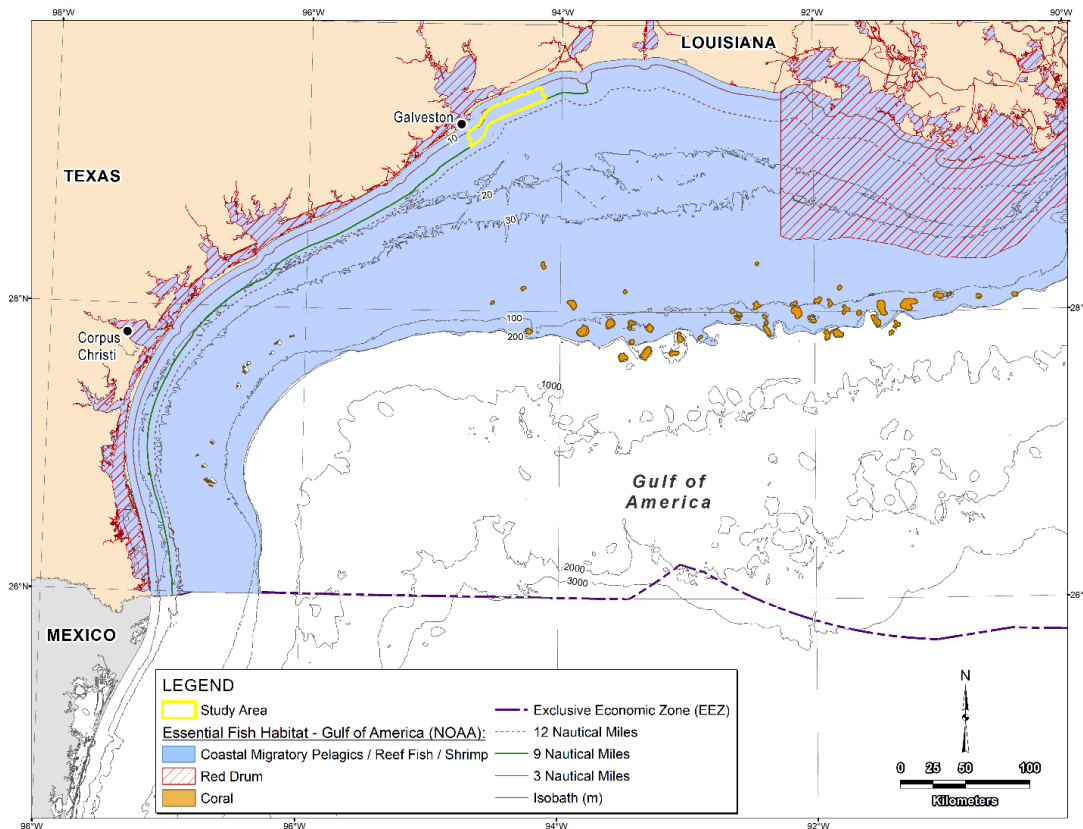 98°W 96°W 94°W 92°W 90°W
LOUISIANA
Galveston
10
TEXAS
20
30
28°N 28°
100
Corpus
Christi
200
1000
Gulf of
America
2000
3000
26°N 26°
MEXICO
LEGEND
Study Area
Essential Fish Habitat - Gulf of America (NOAA):
Coastal Migratory Pelagics / Reef Fish / Shrimp
Red Drum
Coral
Exclusive Economic Zone (EEZ)
12 Nautical Miles
9 Nautical Miles
3 Nautical Miles
Isobath (m)
N
0 25 50 100
Kilometers
98°W 96°W 94°W 92°W